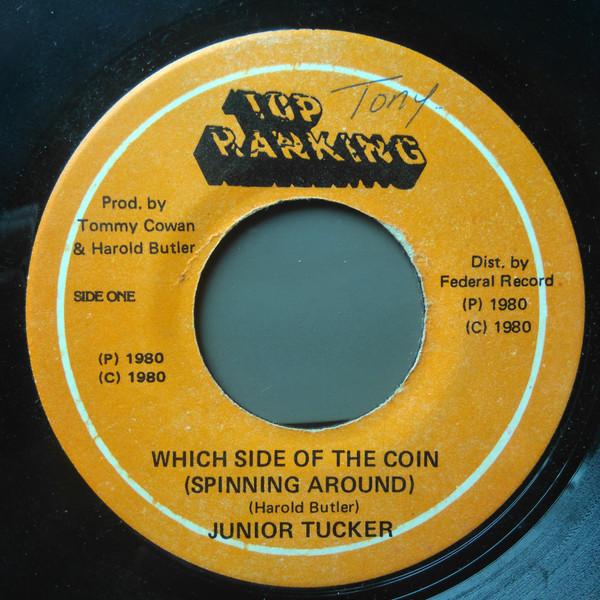 TOP
RANKING
Tony
Prod. by
Tommy Cowan
& Harold Butler
SIDE ONE
(P) 1980
(C) 1980
Dist. by
Federal Record
(P) 1980
(C) 1980
WHICH SIDE OF THE COIN
(SPINNING AROUND)
(Harold Butler)
JUNIOR TUCKER